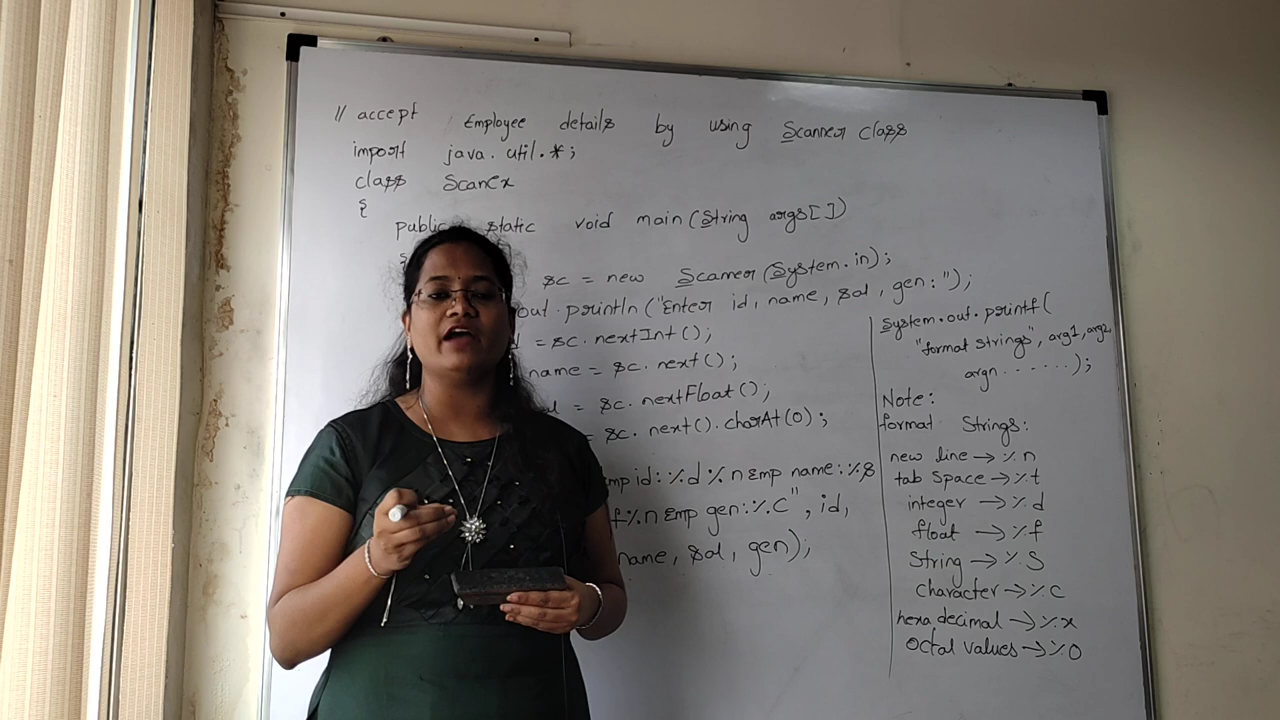 // accept Employee details by using Scanner class
import java.util.*;
class ScanEx
{
public static void main(String args[])
sc = new Scanner(System.in);
out.println("Enter id, name, sal, gen:");
= sc.nextInt();
name = sc.next();
= sc.nextFloat();
= sc.next().charAt(0);
mp id:%d%n Emp name:%s
f%n Emp gen:%c", id,
name, sal, gen);
System.out.printf(
"format strings", arg1, arg2,
argn ......);
Note:
format Strings:
new line → %n
tab space → %t
integer → %d
float → %f
String → %s
character → %c
hexa decimal → %x
octal values → %o